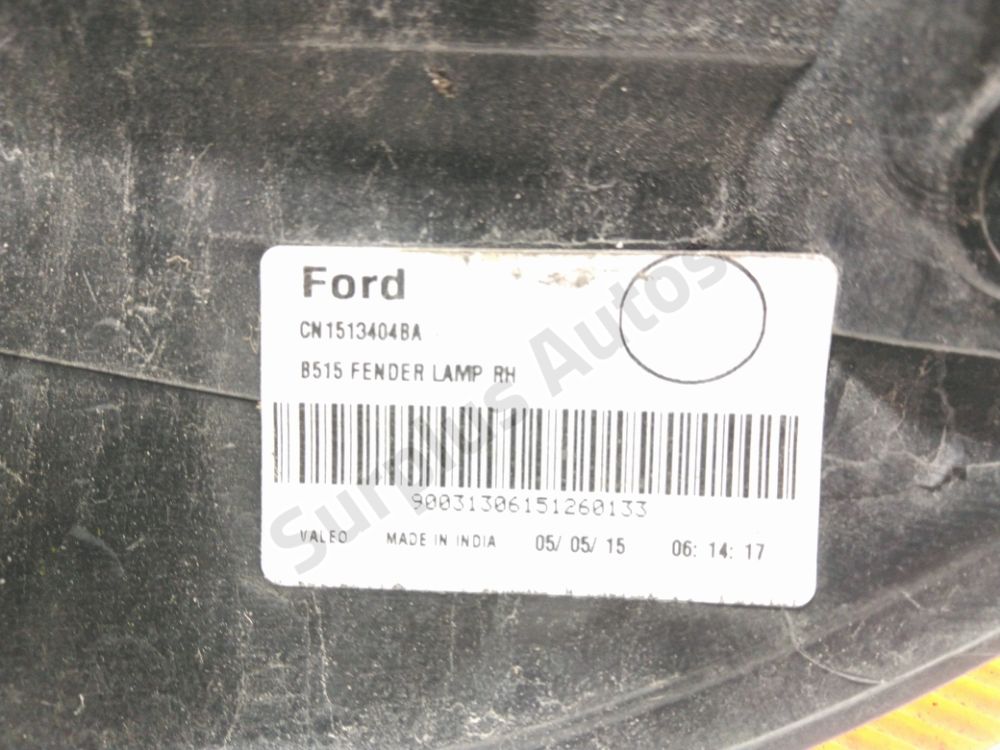 Ford
CN1513404BA
B515 FENDER LAMP RH
90031306151260133
VALEO MADE IN INDIA 05/ 05/ 15 06: 14: 17
Surplus Autos